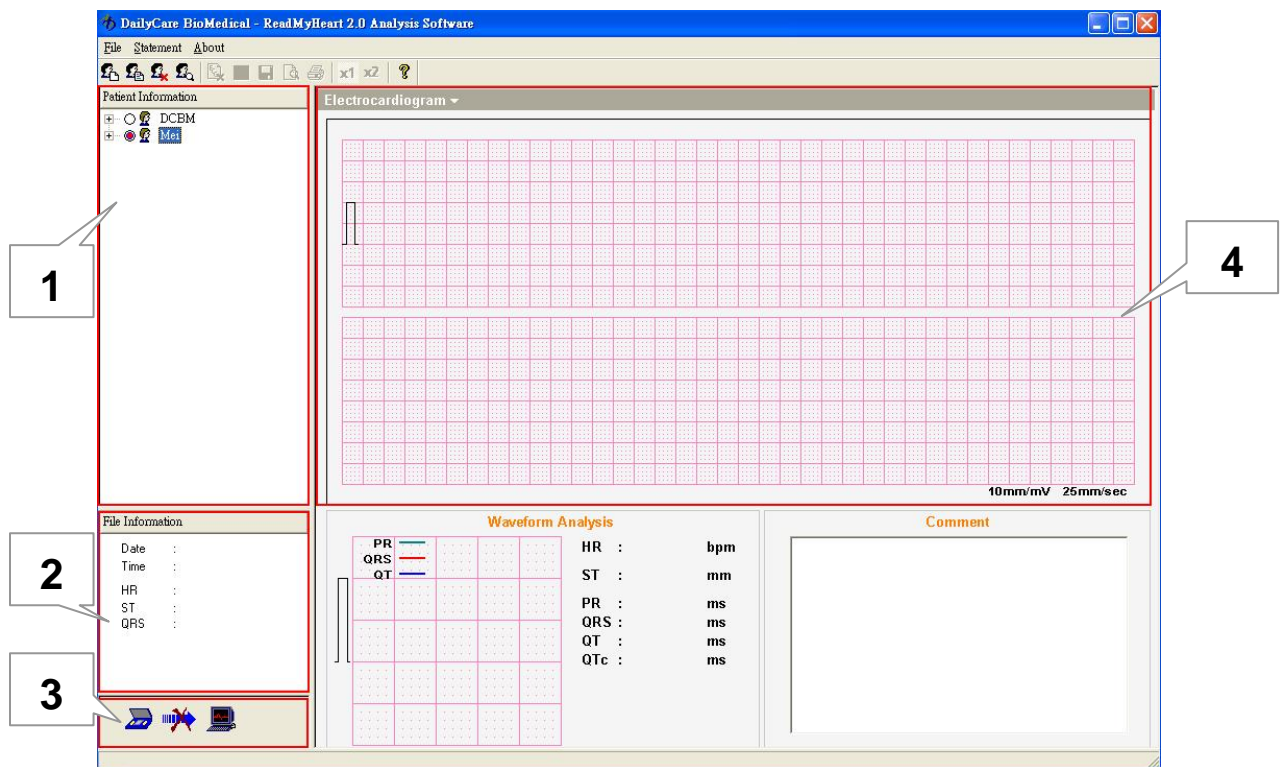 DailyCare BioMedical - ReadMyHeart 2.0 Analysis Software
File Statement About
x1 x2 ?
Patient Information
DCBM
Mei
Electrocardiogram
1
4
10mm/mV 25mm/sec
File Information
Date :
Time :
HR :
ST :
QRS :
2
3
Waveform Analysis
PR
QRS
QT
HR : bpm
ST : mm
PR : ms
QRS : ms
QT : ms
QTc : ms
Comment